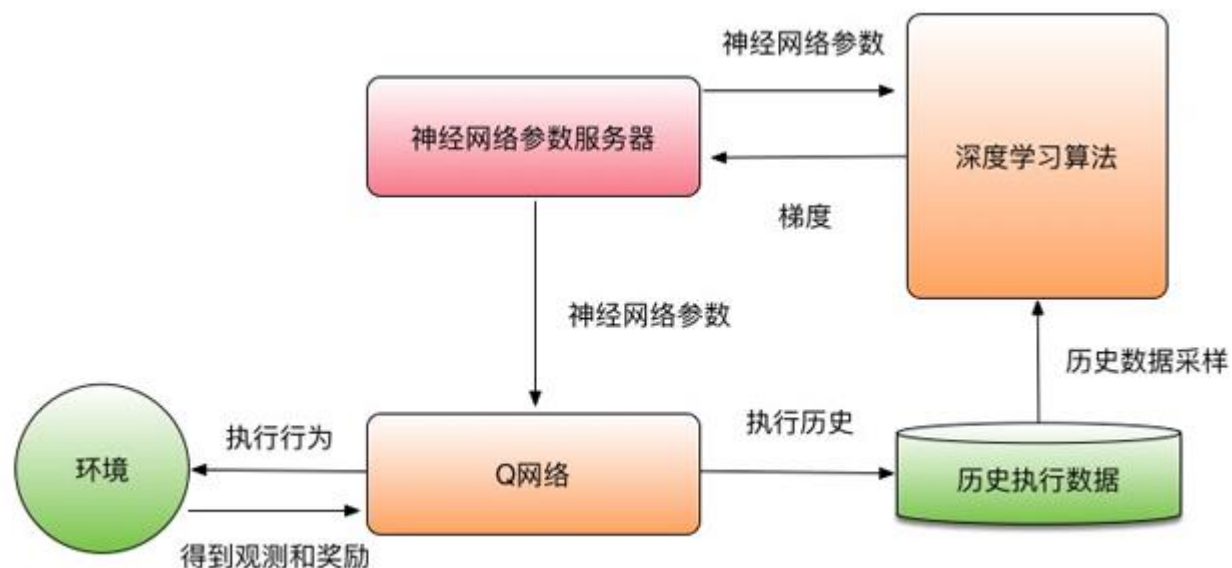 神经网络参数
神经网络参数服务器
深度学习算法
梯度
神经网络参数
历史数据采样
执行行为
执行历史
环境
Q网络
历史执行数据
得到观测和奖励